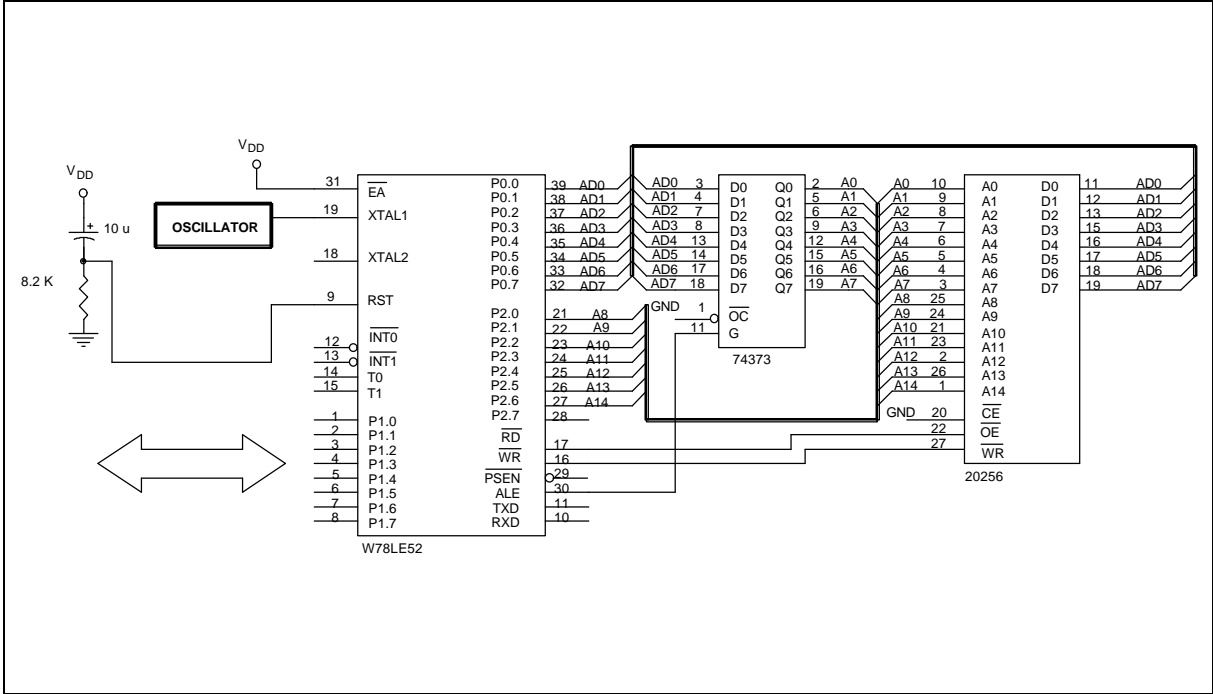 VDD
10 u
8.2 K
VDD
OSCILLATOR
31 EA
19 XTAL1
18 XTAL2
9 RST
12 INT0
13 INT1
14 T0
15 T1
1 P1.0
2 P1.1
3 P1.2
4 P1.3
5 P1.4
6 P1.5
7 P1.6
8 P1.7
P0.0 39 AD0
P0.1 38 AD1
P0.2 37 AD2
P0.3 36 AD3
P0.4 35 AD4
P0.5 34 AD5
P0.6 33 AD6
P0.7 32 AD7
P2.0 21 A8
P2.1 22 A9
P2.2 23 A10
P2.3 24 A11
P2.4 25 A12
P2.5 26 A13
P2.6 27 A14
P2.7 28
RD 17
WR 16
PSEN 29
ALE 30
TXD 11
RXD 10
W78LE52
AD0 3 D0 Q0 2 A0
AD1 4 D1 Q1 5 A1
AD2 7 D2 Q2 6 A2
AD3 8 D3 Q3 9 A3
AD4 13 D4 Q4 12 A4
AD5 14 D5 Q5 15 A5
AD6 17 D6 Q6 16 A6
AD7 18 D7 Q7 19 A7
GND 1 OC
11 G
74373
A0 10 A0 D0 11 AD0
A1 9 A1 D1 12 AD1
A2 8 A2 D2 13 AD2
A3 7 A3 D3 15 AD3
A4 6 A4 D4 16 AD4
A5 5 A5 D5 17 AD5
A6 4 A6 D6 18 AD6
A7 3 A7 D7 19 AD7
A8 25 A8
A9 24 A9
A10 21 A10
A11 23 A11
A12 2 A12
A13 26 A13
A14 1 A14
GND 20 CE
22 OE
27 WR
20256